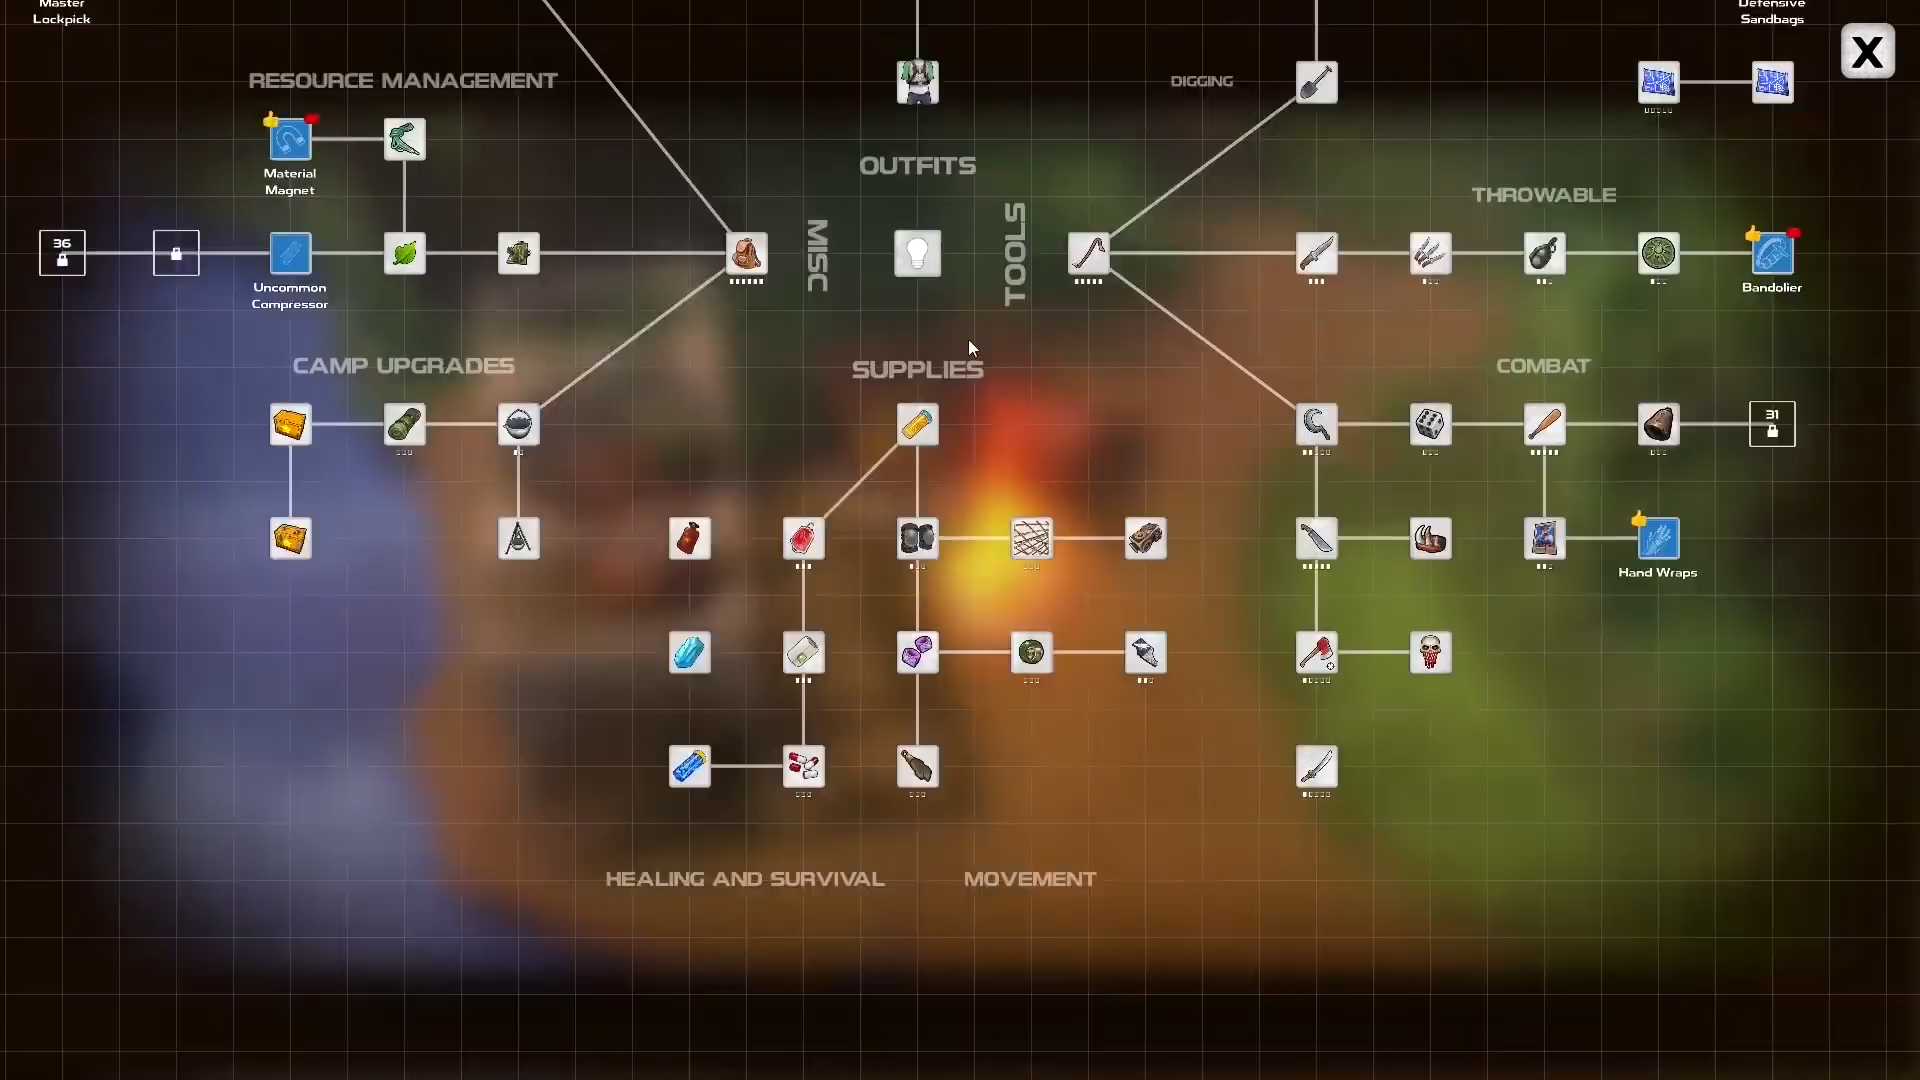 Master
Lockpick
Defensive
Sandbags
X
RESOURCE MANAGEMENT
DIGGING
Material
Magnet
OUTFITS
THROWABLE
36
MISC
TOOLS
Uncommon
Compressor
Bandolier
CAMP UPGRADES
SUPPLIES
COMBAT
31
Hand Wraps
HEALING AND SURVIVAL
MOVEMENT